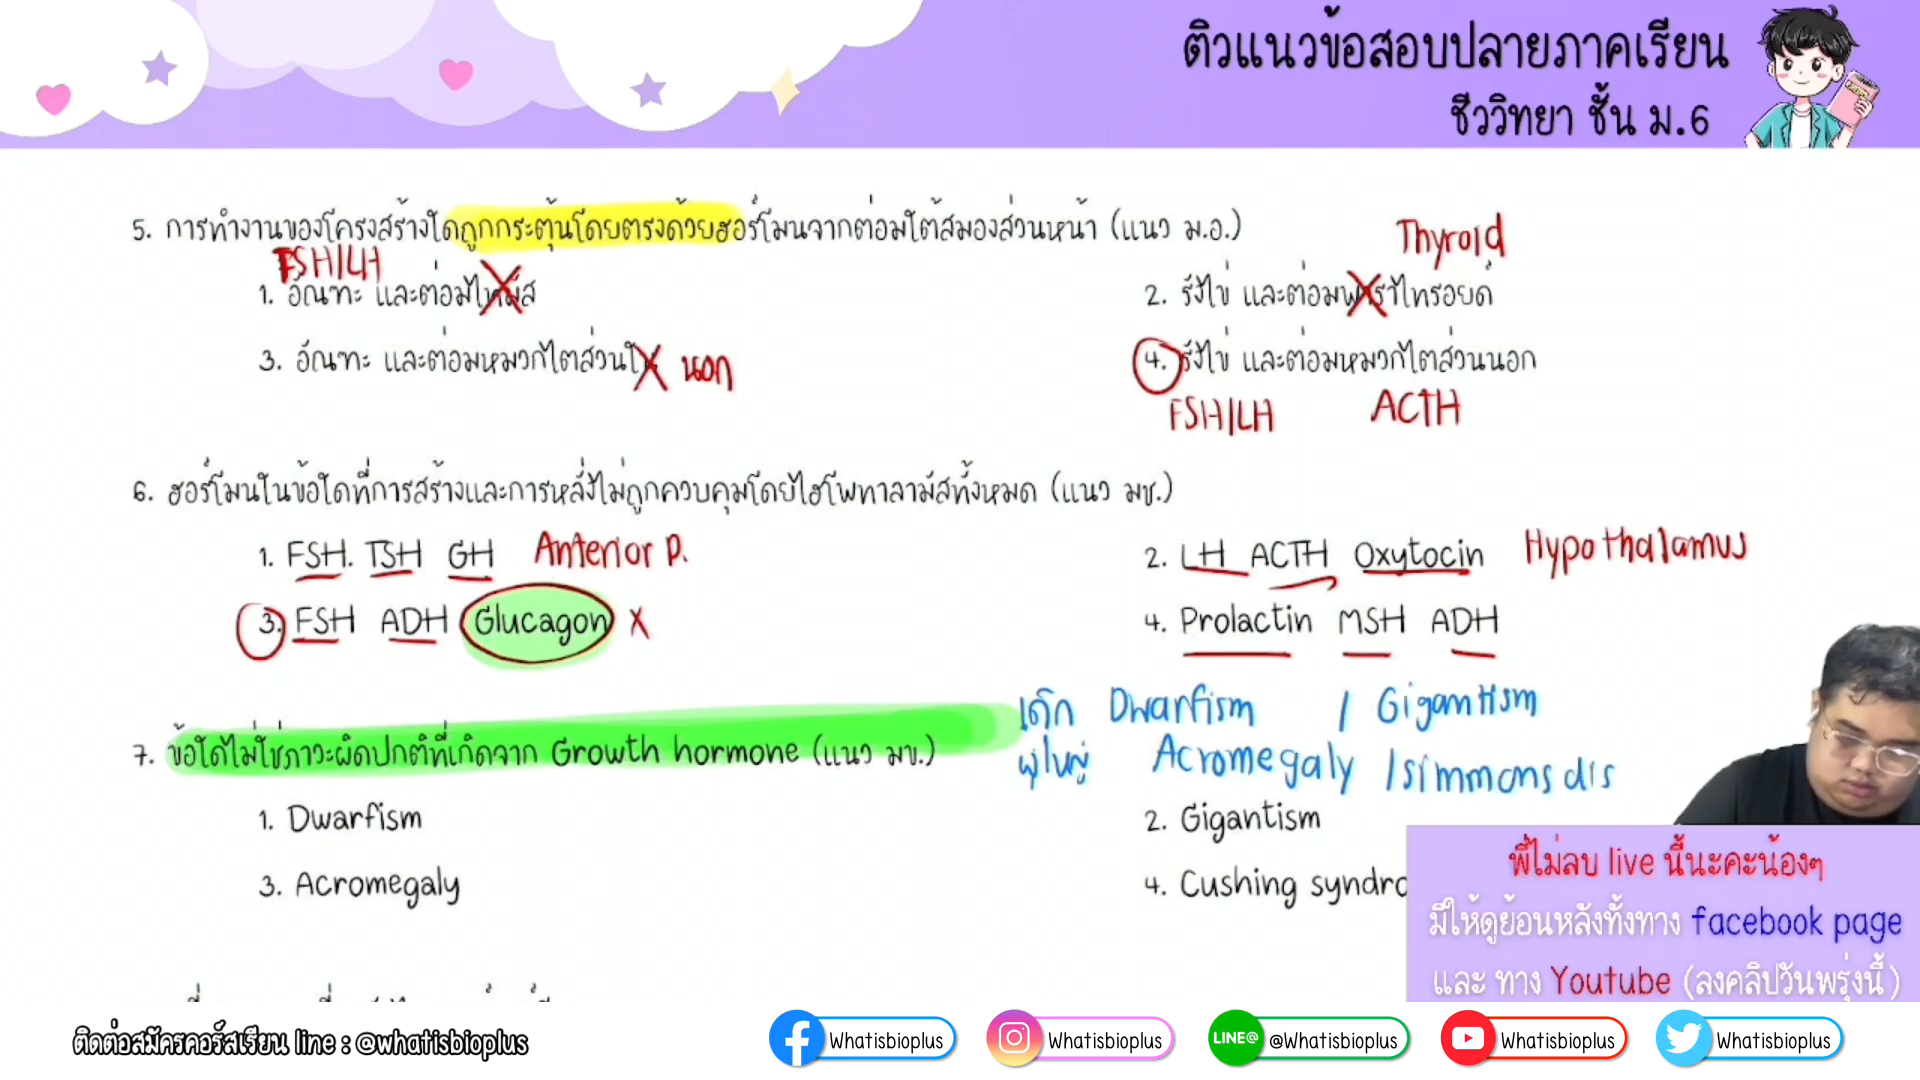 ติวแนวข้อสอบปลายภาคเรียน
ชีววิทยา ชั้น ม.6
5. การทำงานของโครงสร้างใดถูกกระตุ้นโดยตรงด้วยฮอร์โมนจากต่อมใต้สมองส่วนหน้า (แนว ม.อ.)
Thyroid
FSH/LH
1. อัณฑะ และต่อมไทมัส
2. รังไข่ และต่อมพาราไทรอยด์
3. อัณฑะ และต่อมหมวกไตส่วนใน นอก
4. รังไข่ และต่อมหมวกไตส่วนนอก
FSH/LH ACTH
6. ฮอร์โมนในข้อใดที่การสร้างและการหลั่งไม่ถูกควบคุมโดยไฮโพทาลามัสทั้งหมด (แนว มช.)
1. FSH. TSH GH Anterior P.
2. LH ACTH Oxytocin Hypothalamus
3. FSH ADH Glucagon X
4. Prolactin MSH ADH
เด็ก Dwarfism / Gigantism
7. ข้อใดไม่ใช่ภาวะผิดปกติที่เกิดจาก Growth hormone (แนว มข.)
ผู้ใหญ่ Acromegaly /simmons dis
1. Dwarfism
2. Gigantism
3. Acromegaly
4. Cushing syndro
พี่ไม่ลบ live นี้นะคะน้องๆ
มีให้ดูย้อนหลังทั้งทาง facebook page
และ ทาง Youtube (ลงคลิปวันพรุ่งนี้)
ติดต่อสมัครคอร์สเรียน line : @whatisbioplus
Whatisbioplus
Whatisbioplus
LINE@ @Whatisbioplus
Whatisbioplus
Whatisbioplus